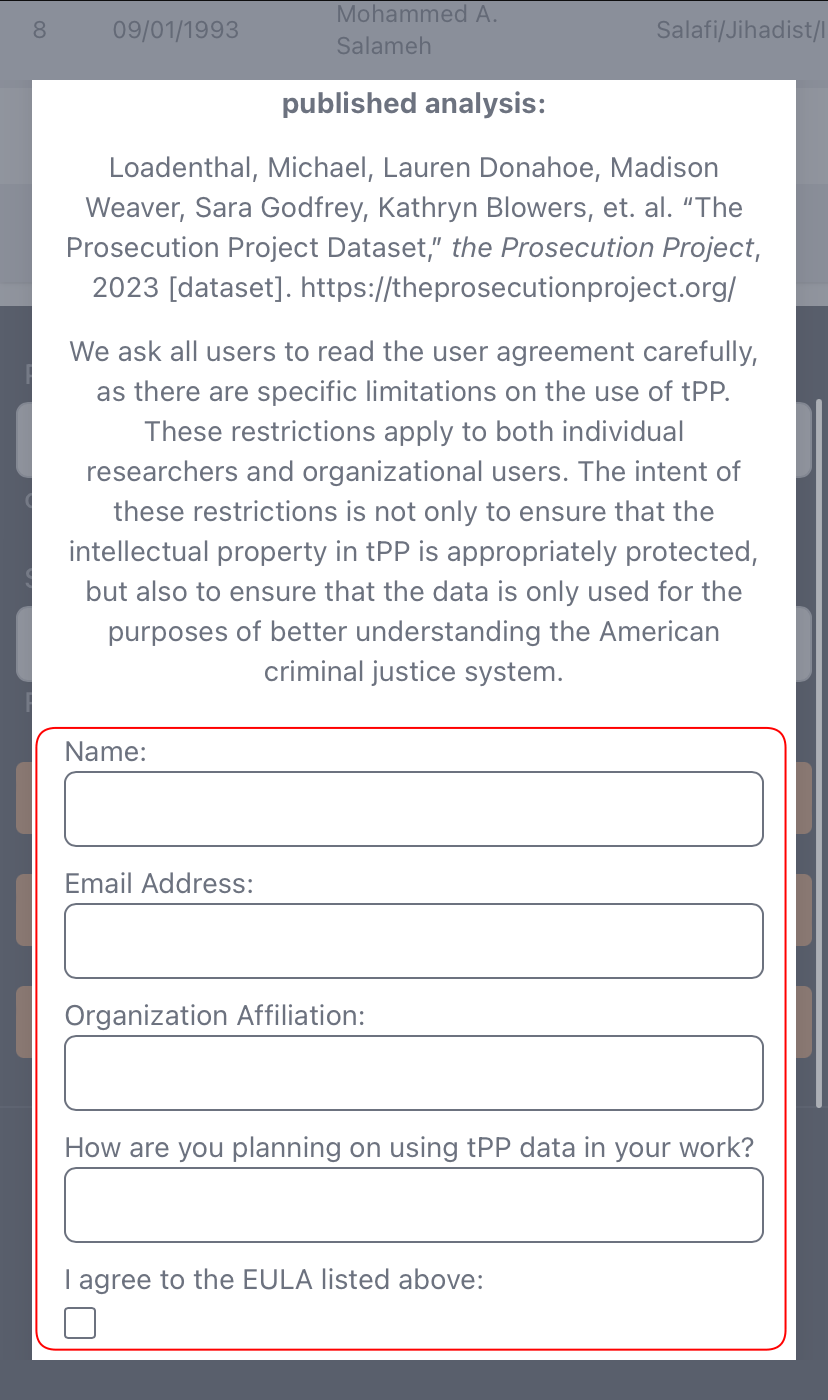 Mohammed A.
8 09/01/1993 Salafi/Jihadist/I
Salameh
published analysis:
Loadenthal, Michael, Lauren Donahoe, Madison
Weaver, Sara Godfrey, Kathryn Blowers, et. al. “The
Prosecution Project Dataset,” the Prosecution Project,
2023 [dataset]. https://theprosecutionproject.org/
We ask all users to read the user agreement carefully,
as there are specific limitations on the use of tPP.
These restrictions apply to both individual
researchers and organizational users. The intent of
these restrictions is not only to ensure that the
intellectual property in tPP is appropriately protected,
but also to ensure that the data is only used for the
purposes of better understanding the American
criminal justice system.
Name:
Email Address:
Organization Affiliation:
How are you planning on using tPP data in your work?
I agree to the EULA listed above: